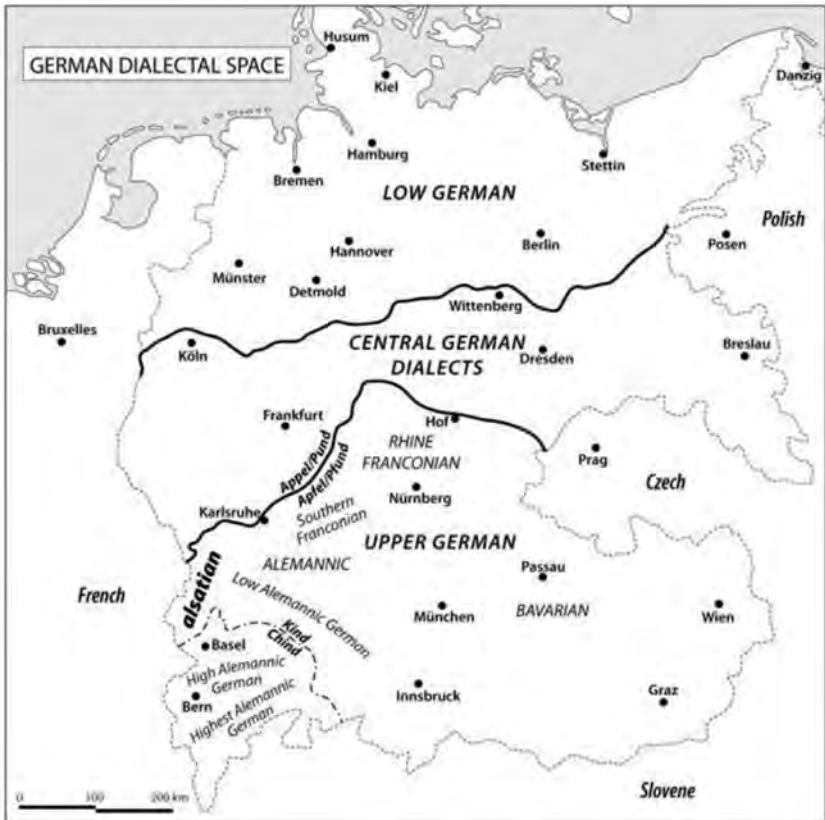 GERMAN DIALECTAL SPACE
Husum
Kiel
Danzig
Hamburg
Bremen
Stettin
LOW GERMAN
Polish
Hannover
Berlin
Posen
Münster
Detmold
Wittenberg
Bruxelles
Köln
CENTRAL GERMAN
DIALECTS
Dresden
Breslau
Frankfurt
Hof
Appel/Pund
Apfel/Pfund
RHINE
FRANCONIAN
Prag
Czech
Nürnberg
Karlsruhe
Southern
Franconian
UPPER GERMAN
ALEMANNIC
Passau
French
alsatian
Low Alemannic German
München
BAVARIAN
Wien
Kind
Chind
Basel
High Alemannic
German
Bern
Highest Alemannic
German
Innsbruck
Graz
Slovene
0 100 200 km